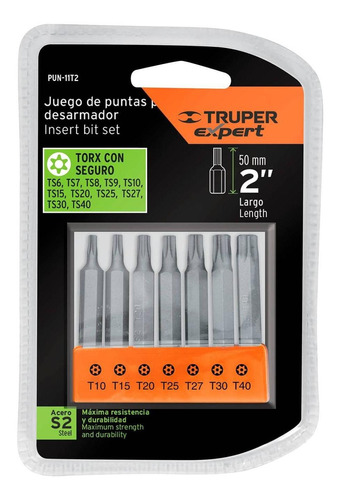 PUN-11T2
Juego de puntas p
desarmador
Insert bit set
TRUPER
expert
TORX CON
SEGURO
TS6, TS7, TS8, TS9, TS10,
TS15, TS20, TS25, TS27,
TS30, TS40
50 mm
2"
Largo
Length
T10 T15 T20 T25 T27 T30 T40
Acero
S2
Steel
Máxima resistencia
y durabilidad
Maximum strength
and durability